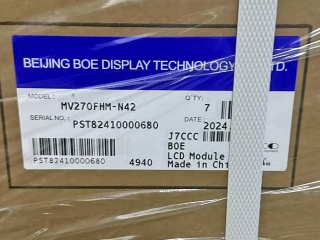 BEIJING BOE DISPLAY TECHNOLOGY TD.
MODEL: MV270FHM-N42 Q'TY: 7
SERIAL NO.: PST82410000680 DATE: 2024.
J7CCC
BOE
LCD Module
PST82410000680 4940 Made in Chi